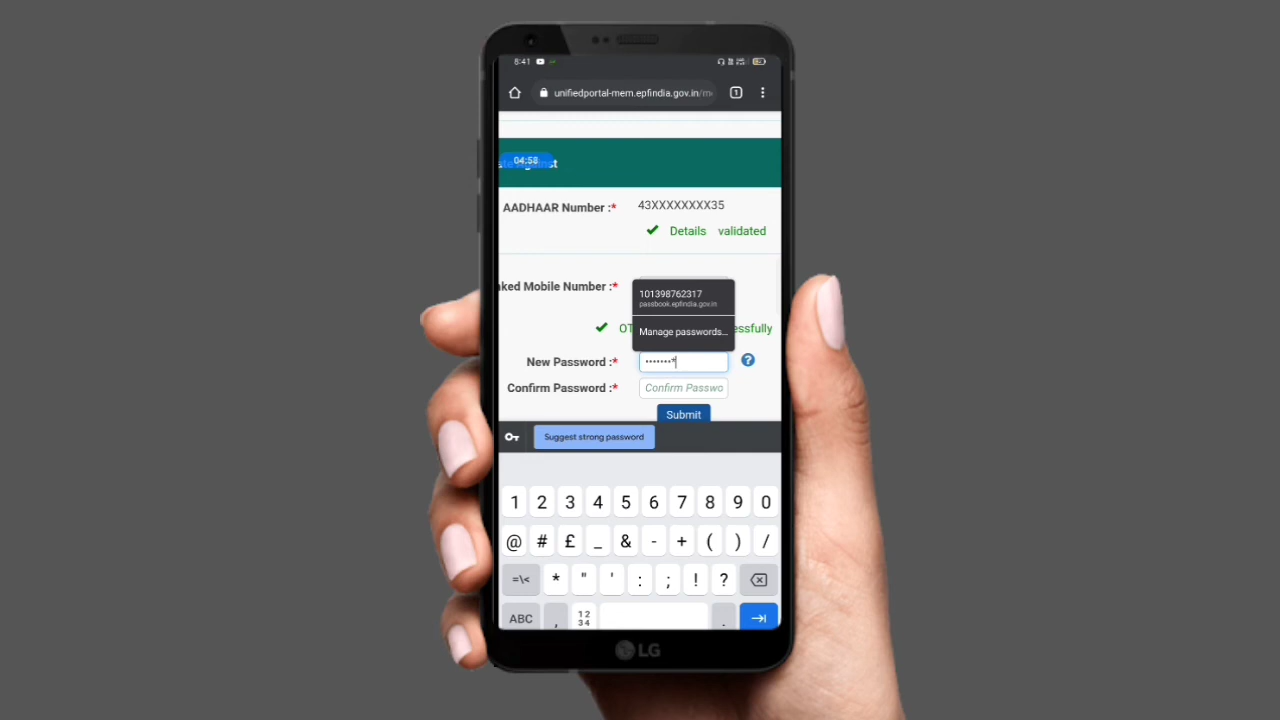 8:41
unifiedportal-mem.epfindia.gov.in/m
04:58
AADHAAR Number :* 43XXXXXXXX35
✔ Details validated
ked Mobile Number :*
101398762317
passbook.epfindia.gov.in
Manage passwords...
✔ OT essfully
New Password :* •••••••* ?
Confirm Password :* Confirm Passwo
Submit
Suggest strong password
1 2 3 4 5 6 7 8 9 0
@ # £ _ & - + ( ) /
=\< * " ' : ; ! ?
ABC , 12 34 .
LG